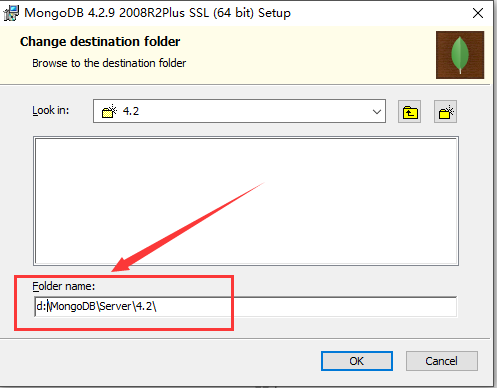 MongoDB 4.2.9 2008R2Plus SSL (64 bit) Setup
Change destination folder
Browse to the destination folder
Look in:
4.2
Folder name:
d:\MongoDB\Server\4.2\
OK
Cancel